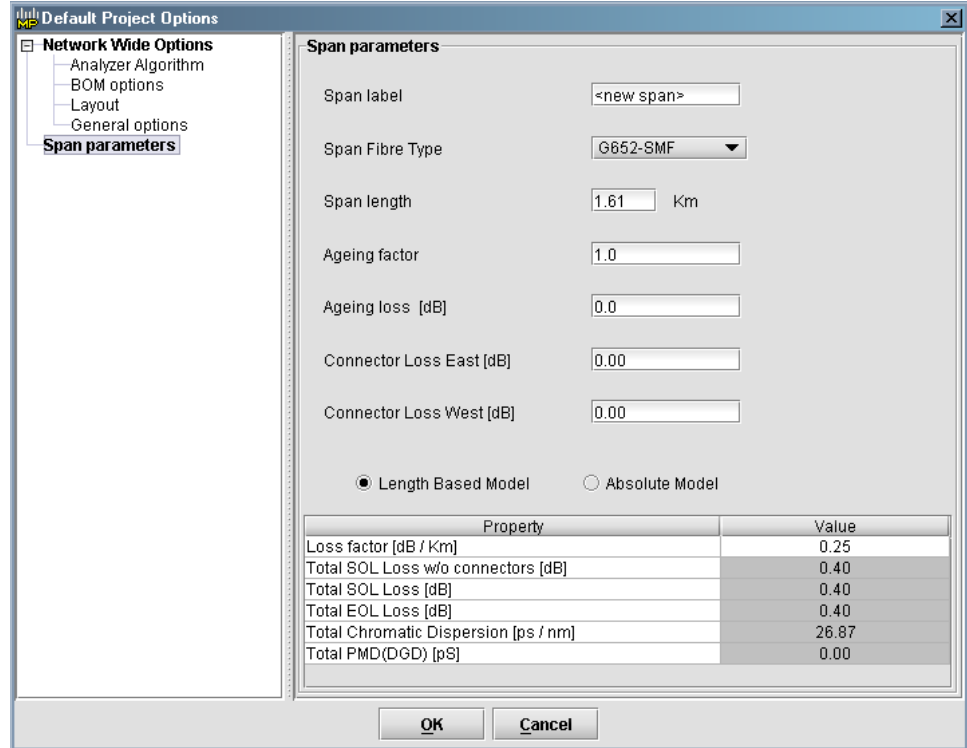 MP Default Project Options
Network Wide Options
Analyzer Algorithm
BOM options
Layout
General options
Span parameters
Span parameters
Span label <new span>
Span Fibre Type G652-SMF
Span length 1.61 Km
Ageing factor 1.0
Ageing loss [dB] 0.0
Connector Loss East [dB] 0.00
Connector Loss West [dB] 0.00
Length Based Model Absolute Model
Property Value
Loss factor [dB / Km] 0.25
Total SOL Loss w/o connectors [dB] 0.40
Total SOL Loss [dB] 0.40
Total EOL Loss [dB] 0.40
Total Chromatic Dispersion [ps / nm] 26.87
Total PMD(DGD) [pS] 0.00
OK Cancel